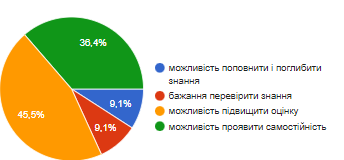 36,4%
9,1%
9,1%
45,5%
можливість поповнити і поглибити
знання
бажання перевірити знання
можливість підвищити оцінку
можливість проявити самостійність